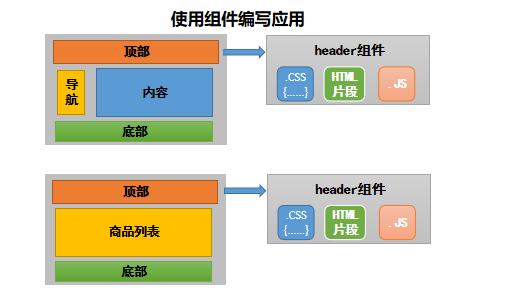 使用组件编写应用
顶部
导
航
内容
底部
header组件
.CSS
{......}
HTML
片段
. JS
顶部
商品列表
底部
header组件
.CSS
{......}
HTML
片段
. JS